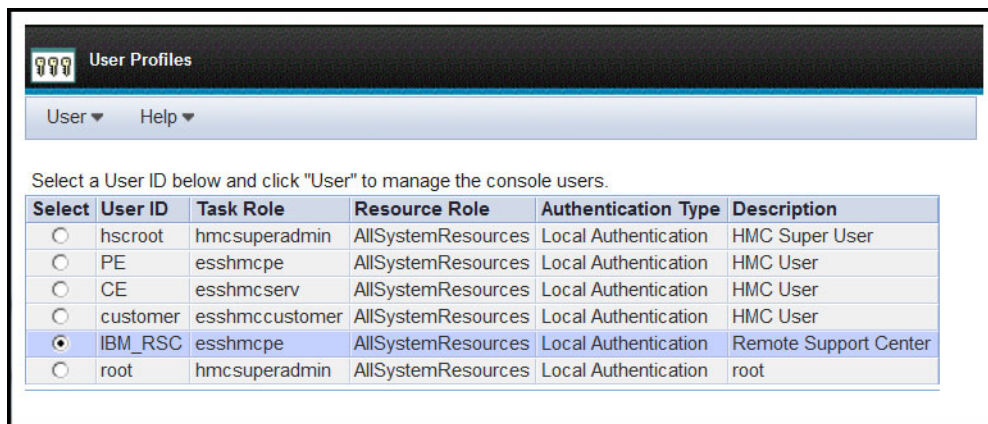 User Profiles
User Help
Select a User ID below and click "User" to manage the console users.
Select User ID Task Role Resource Role Authentication Type Description
hscroot hmcsuperadmin AllSystemResources Local Authentication HMC Super User
PE esshmcpe AllSystemResources Local Authentication HMC User
CE esshmcserv AllSystemResources Local Authentication HMC User
customer esshmccustomer AllSystemResources Local Authentication HMC User
IBM_RSC esshmcpe AllSystemResources Local Authentication Remote Support Center
root hmcsuperadmin AllSystemResources Local Authentication root